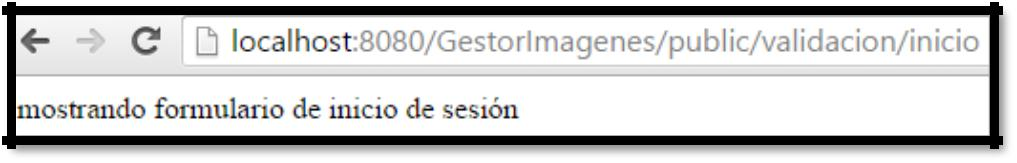 localhost:8080/GestorImagenes/public/validacion/inicio
mostrando formulario de inicio de sesión